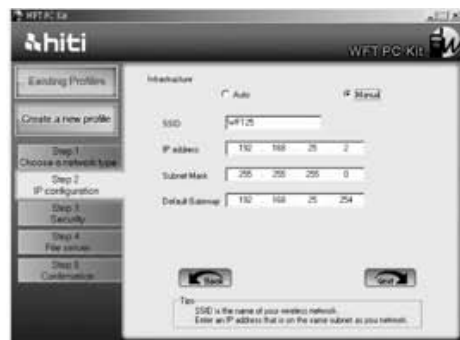 WFT PC Kit
hiti
WFT PC Kit
Existing Profiles
Create a new profile
Step 1
Choose a network type
Step 2
IP configuration
Step 3
Security
Step 4
File server
Step 5
Confirmation
Infrastructure
Auto
Manual
SSID
WFT25
IP address 192 168 25 2
Subnet Mask 255 255 255 0
Default Gateway 192 168 25 254
Back
Next
Tips
SSID is the name of your wireless network.
Enter an IP address that is on the same subnet as your network.